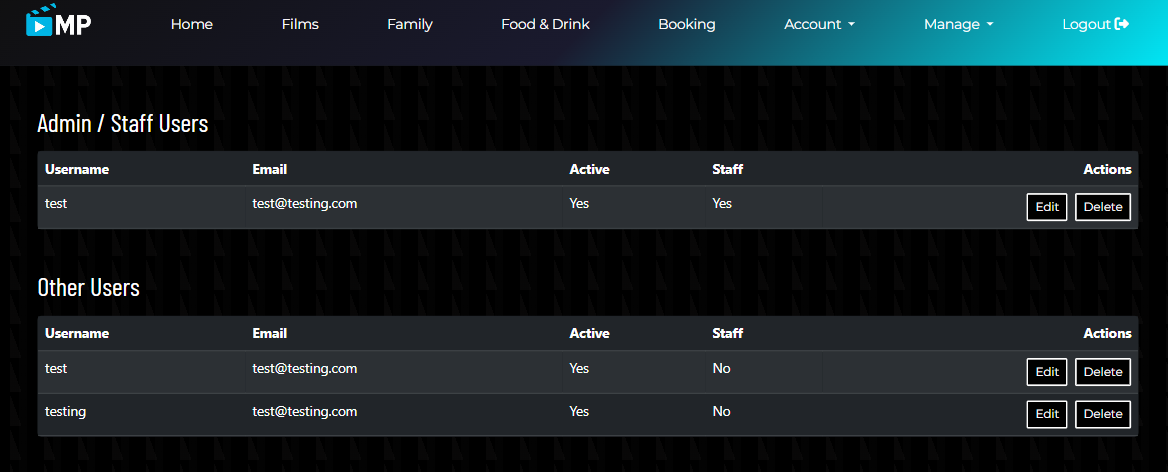 MP Home Films Family Food & Drink Booking Account Manage Logout
Admin / Staff Users
Username Email Active Staff Actions
test test@testing.com Yes Yes Edit Delete
Other Users
Username Email Active Staff Actions
test test@testing.com Yes No Edit Delete
testing test@testing.com Yes No Edit Delete